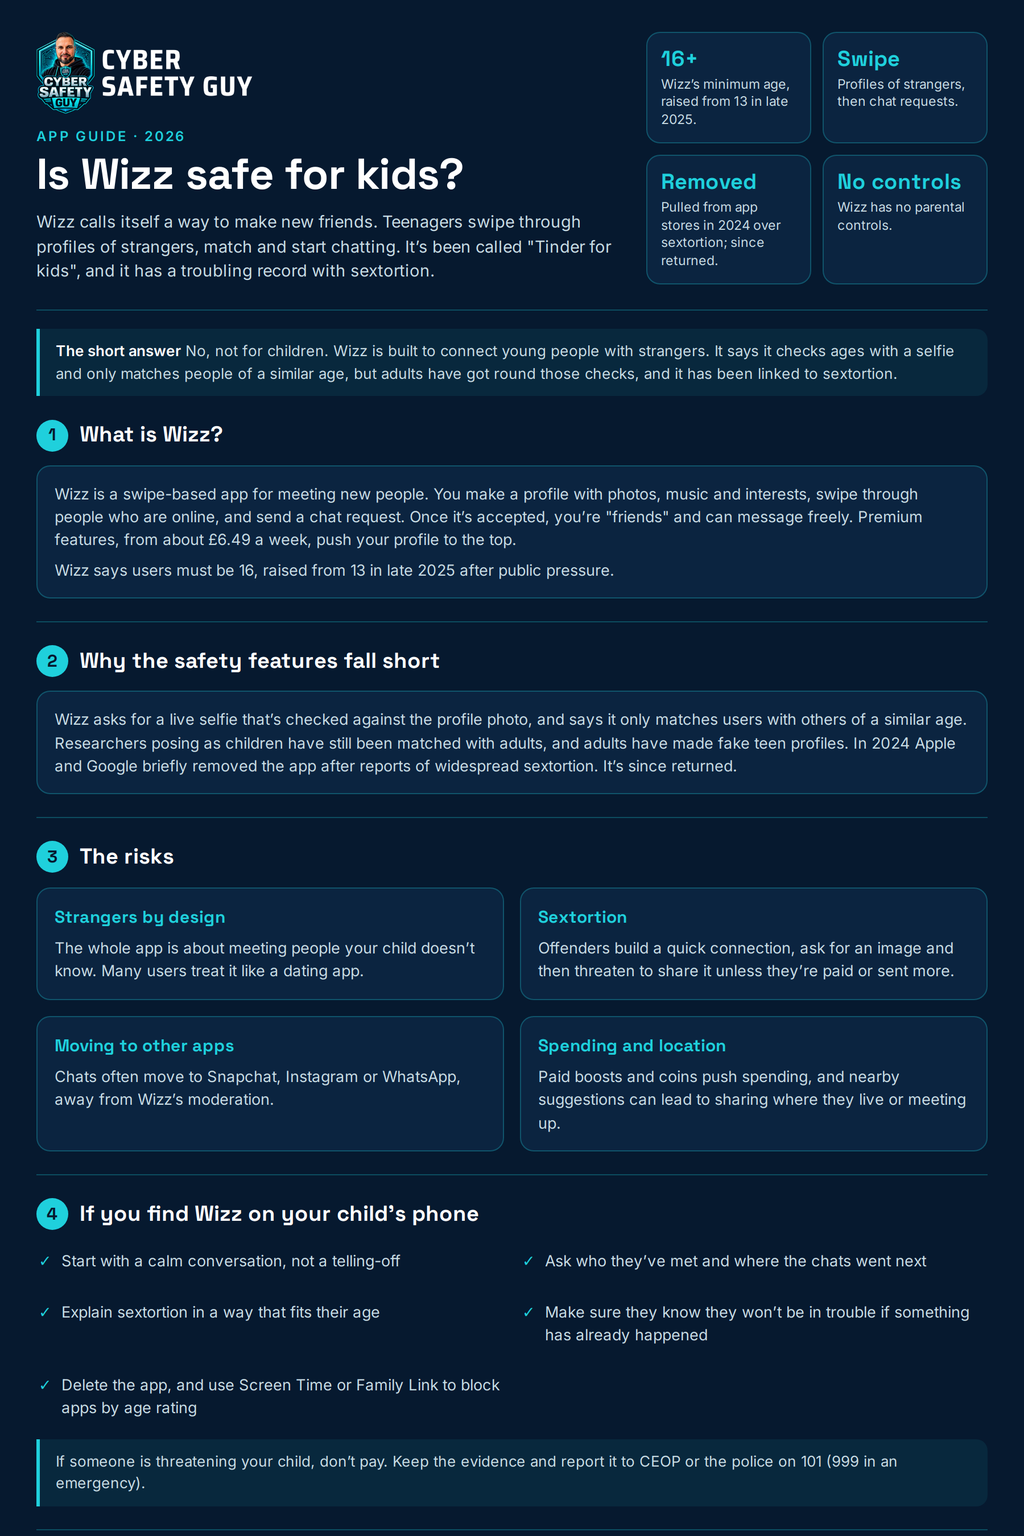 CYBER
SAFETY
GUY
CYBER
SAFETY GUY
APP GUIDE · 2026
Is Wizz safe for kids?
Wizz calls itself a way to make new friends. Teenagers swipe through
profiles of strangers, match and start chatting. It’s been called "Tinder for
kids", and it has a troubling record with sextortion.
16+
Wizz’s minimum age,
raised from 13 in late
2025.
Swipe
Profiles of strangers,
then chat requests.
Removed
Pulled from app
stores in 2024 over
sextortion; since
returned.
No controls
Wizz has no parental
controls.
The short answer No, not for children. Wizz is built to connect young people with strangers. It says it checks ages with a selfie
and only matches people of a similar age, but adults have got round those checks, and it has been linked to sextortion.
1 What is Wizz?
Wizz is a swipe-based app for meeting new people. You make a profile with photos, music and interests, swipe through
people who are online, and send a chat request. Once it’s accepted, you’re "friends" and can message freely. Premium
features, from about £6.49 a week, push your profile to the top.
Wizz says users must be 16, raised from 13 in late 2025 after public pressure.
2 Why the safety features fall short
Wizz asks for a live selfie that’s checked against the profile photo, and says it only matches users with others of a similar age.
Researchers posing as children have still been matched with adults, and adults have made fake teen profiles. In 2024 Apple
and Google briefly removed the app after reports of widespread sextortion. It’s since returned.
3 The risks
Strangers by design
The whole app is about meeting people your child doesn’t
know. Many users treat it like a dating app.
Sextortion
Offenders build a quick connection, ask for an image and
then threaten to share it unless they’re paid or sent more.
Moving to other apps
Chats often move to Snapchat, Instagram or WhatsApp,
away from Wizz’s moderation.
Spending and location
Paid boosts and coins push spending, and nearby
suggestions can lead to sharing where they live or meeting
up.
4 If you find Wizz on your child’s phone
✓ Start with a calm conversation, not a telling-off
✓ Ask who they’ve met and where the chats went next
✓ Explain sextortion in a way that fits their age
✓ Make sure they know they won’t be in trouble if something
has already happened
✓ Delete the app, and use Screen Time or Family Link to block
apps by age rating
If someone is threatening your child, don’t pay. Keep the evidence and report it to CEOP or the police on 101 (999 in an
emergency).